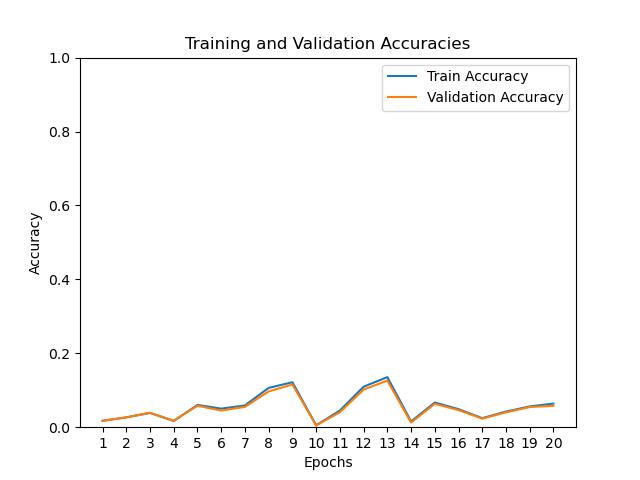 Training and Validation Accuracies
1.0
Train Accuracy
Validation Accuracy
0.8
0.6
Accuracy
0.4
0.2
0.0
1 2 3 4 5 6 7 8 9 10 11 12 13 14 15 16 17 18 19 20
Epochs